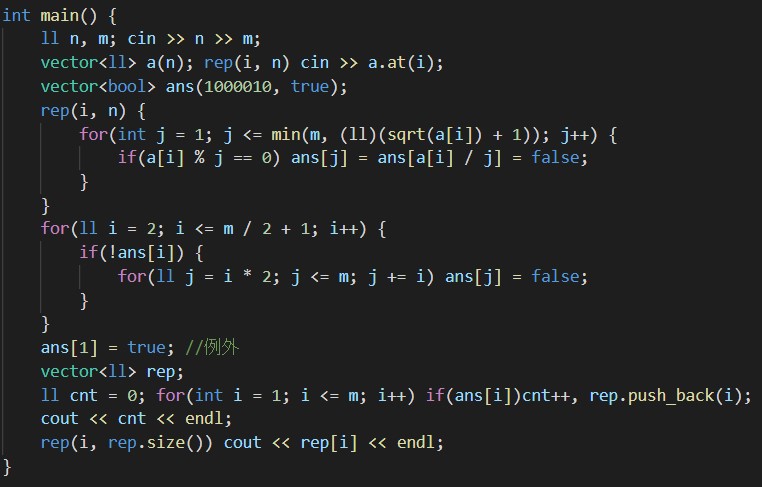 int main() {
    ll n, m; cin >> n >> m;
    vector<ll> a(n); rep(i, n) cin >> a.at(i);
    vector<bool> ans(1000010, true);
    rep(i, n) {
        for(int j = 1; j <= min(m, (ll)(sqrt(a[i]) + 1)); j++) {
            if(a[i] % j == 0) ans[j] = ans[a[i] / j] = false;
        }
    }
    for(ll i = 2; i <= m / 2 + 1; i++) {
        if(!ans[i]) {
            for(ll j = i * 2; j <= m; j += i) ans[j] = false;
        }
    }
    ans[1] = true; //例外
    vector<ll> rep;
    ll cnt = 0; for(int i = 1; i <= m; i++) if(ans[i])cnt++, rep.push_back(i);
    cout << cnt << endl;
    rep(i, rep.size()) cout << rep[i] << endl;
}